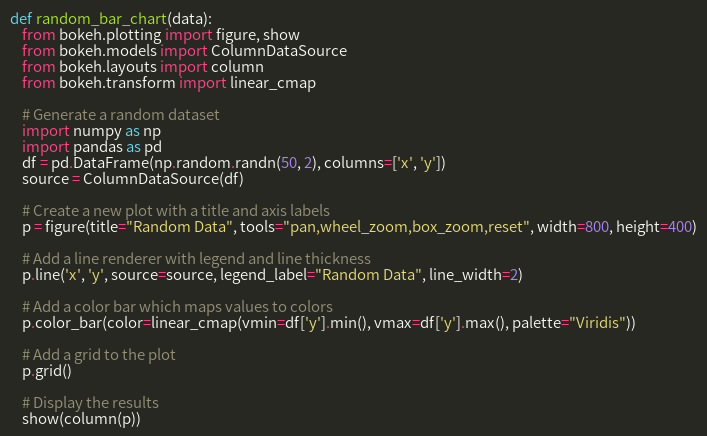 def random_bar_chart(data):
    from bokeh.plotting import figure, show
    from bokeh.models import ColumnDataSource
    from bokeh.layouts import column
    from bokeh.transform import linear_cmap

    # Generate a random dataset
    import numpy as np
    import pandas as pd
    df = pd.DataFrame(np.random.randn(50, 2), columns=['x', 'y'])
    source = ColumnDataSource(df)

    # Create a new plot with a title and axis labels
    p = figure(title="Random Data", tools="pan,wheel_zoom,box_zoom,reset", width=800, height=400)

    # Add a line renderer with legend and line thickness
    p.line('x', 'y', source=source, legend_label="Random Data", line_width=2)

    # Add a color bar which maps values to colors
    p.color_bar(color=linear_cmap(vmin=df['y'].min(), vmax=df['y'].max(), palette="Viridis"))

    # Add a grid to the plot
    p.grid()

    # Display the results
    show(column(p))